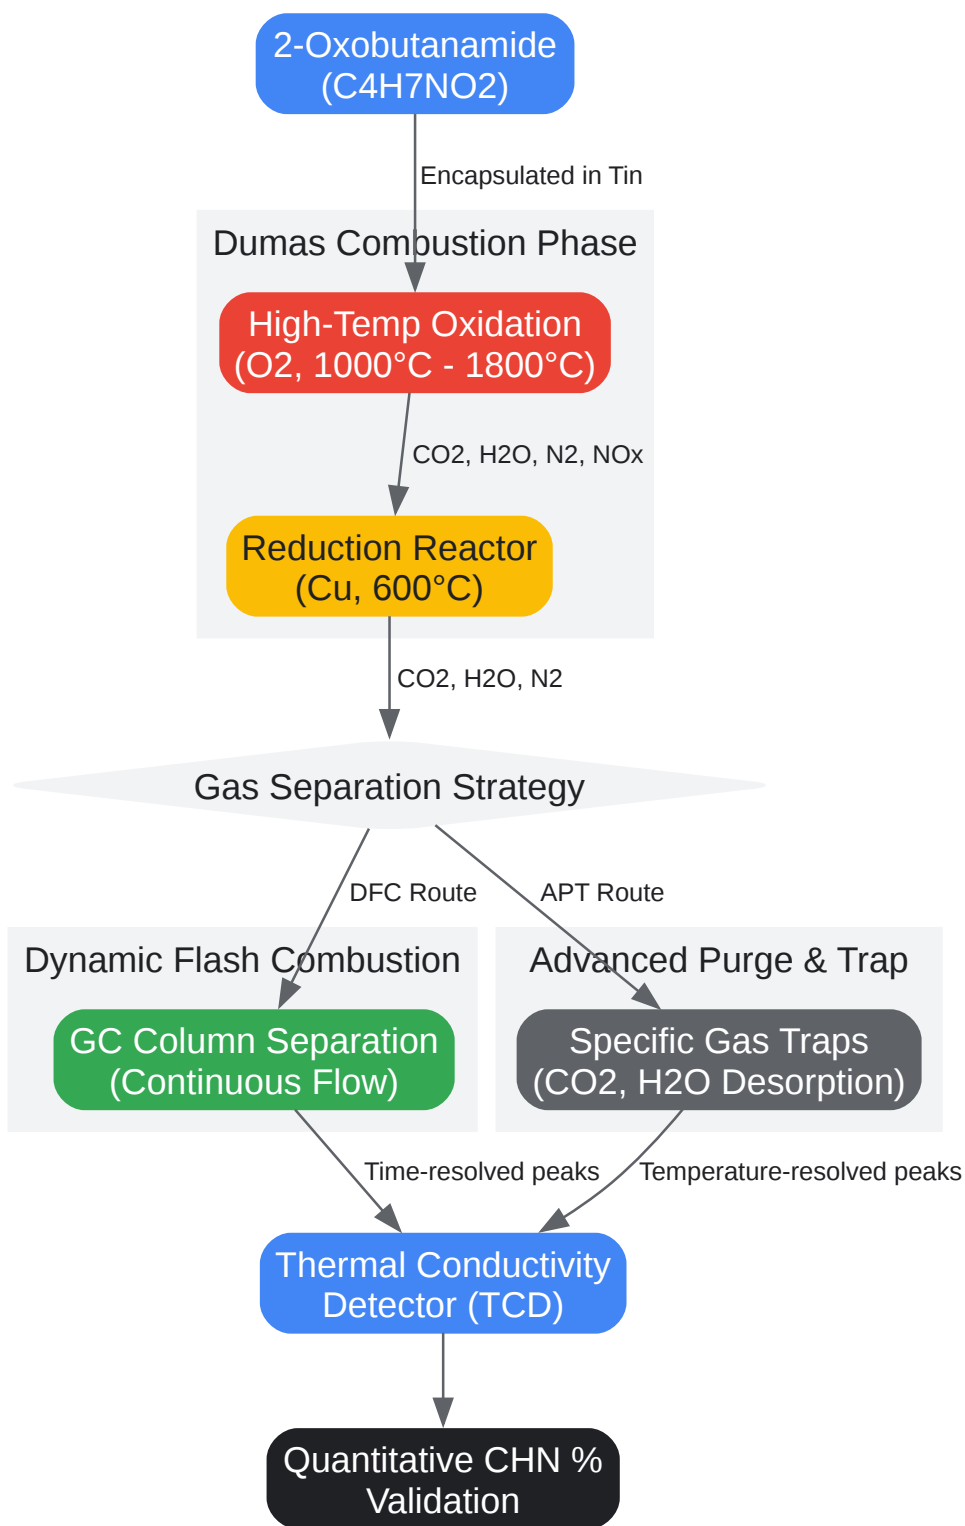 2-Oxobutanamide
(C4H7NO2)
Encapsulated in Tin
Dumas Combustion Phase
High-Temp Oxidation
(O2, 1000°C - 1800°C)
CO2, H2O, N2, NOx
Reduction Reactor
(Cu, 600°C)
CO2, H2O, N2
Gas Separation Strategy
DFC Route
APT Route
Dynamic Flash Combustion
GC Column Separation
(Continuous Flow)
Advanced Purge & Trap
Specific Gas Traps
(CO2, H2O Desorption)
Time-resolved peaks
Temperature-resolved peaks
Thermal Conductivity
Detector (TCD)
Quantitative CHN %
Validation